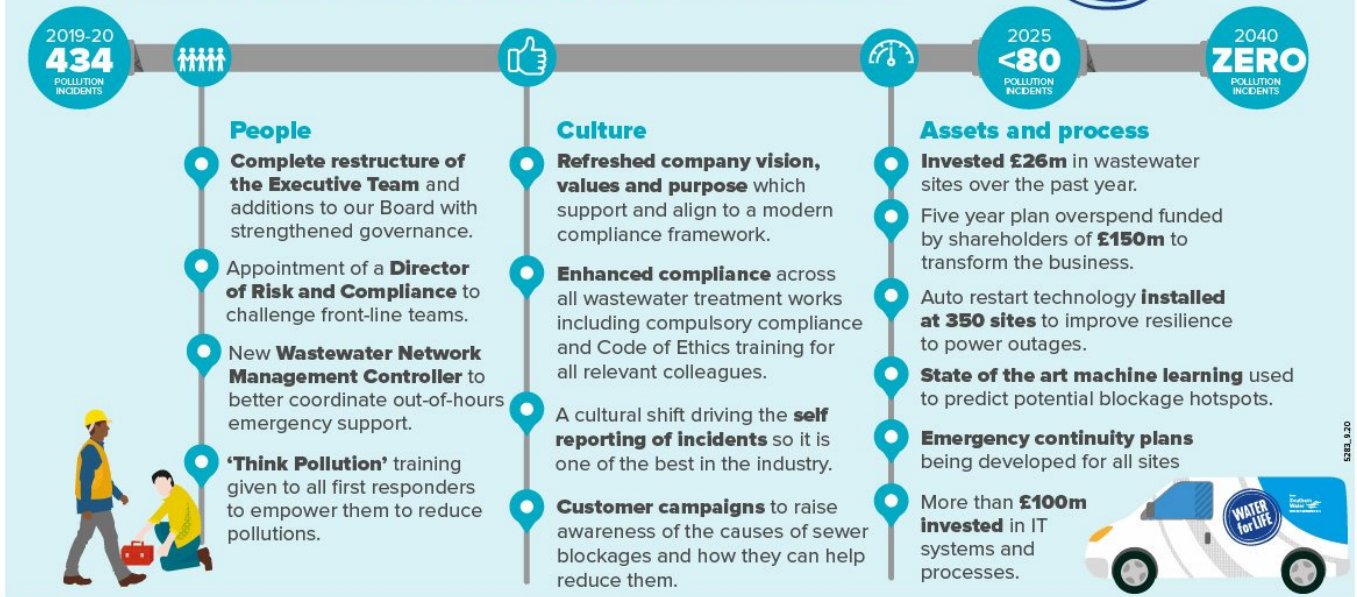 2019-20
434
POLLUTION
INCIDENTS
2025
<80
POLLUTION
INCIDENTS
2040
ZERO
POLLUTION
INCIDENTS
People
Complete restructure of
the Executive Team and
additions to our Board with
strengthened governance.
Appointment of a Director
of Risk and Compliance to
challenge front-line teams.
New Wastewater Network
Management Controller to
better coordinate out-of-hours
emergency support.
'Think Pollution' training
given to all first responders
to empower them to reduce
pollutions.
Culture
Refreshed company vision,
values and purpose which
support and align to a modern
compliance framework.
Enhanced compliance across
all wastewater treatment works
including compulsory compliance
and Code of Ethics training for
all relevant colleagues.
A cultural shift driving the self
reporting of incidents so it is
one of the best in the industry.
Customer campaigns to raise
awareness of the causes of sewer
blockages and how they can help
reduce them.
Assets and process
Invested £26m in wastewater
sites over the past year.
Five year plan overspend funded
by shareholders of £150m to
transform the business.
Auto restart technology installed
at 350 sites to improve resilience
to power outages.
State of the art machine learning used
to predict potential blockage hotspots.
Emergency continuity plans
being developed for all sites
More than £100m
invested in IT
systems and
processes.
WATER
for LIFE
Southern
Water
5283_9.20